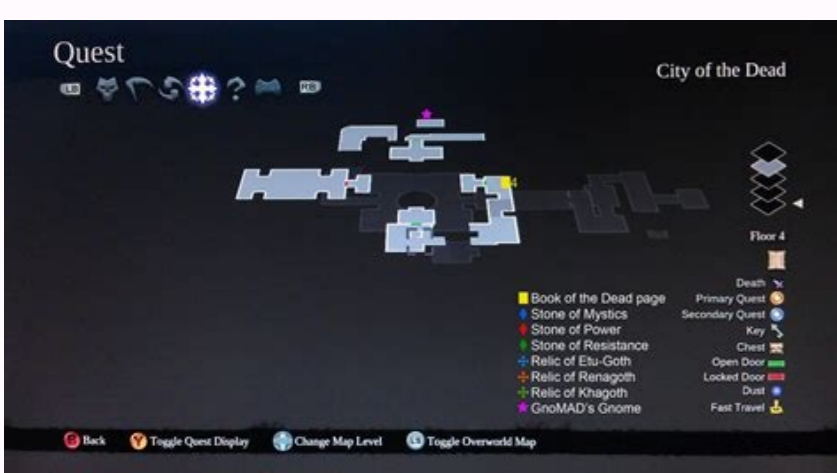 Quest
LB RB
City of the Dead
4
Floor 4
Death
Book of the Dead page Primary Quest
Stone of Mystics Secondary Quest
Stone of Power Key
Stone of Resistance Chest
Relic of Etu-Goth Open Door
Relic of Renagoth Locked Door
Relic of Khagoth Dust
GnoMAD's Gnome Fast Travel
B Back Y Toggle Quest Display Change Map Level LS Toggle Overworld Map